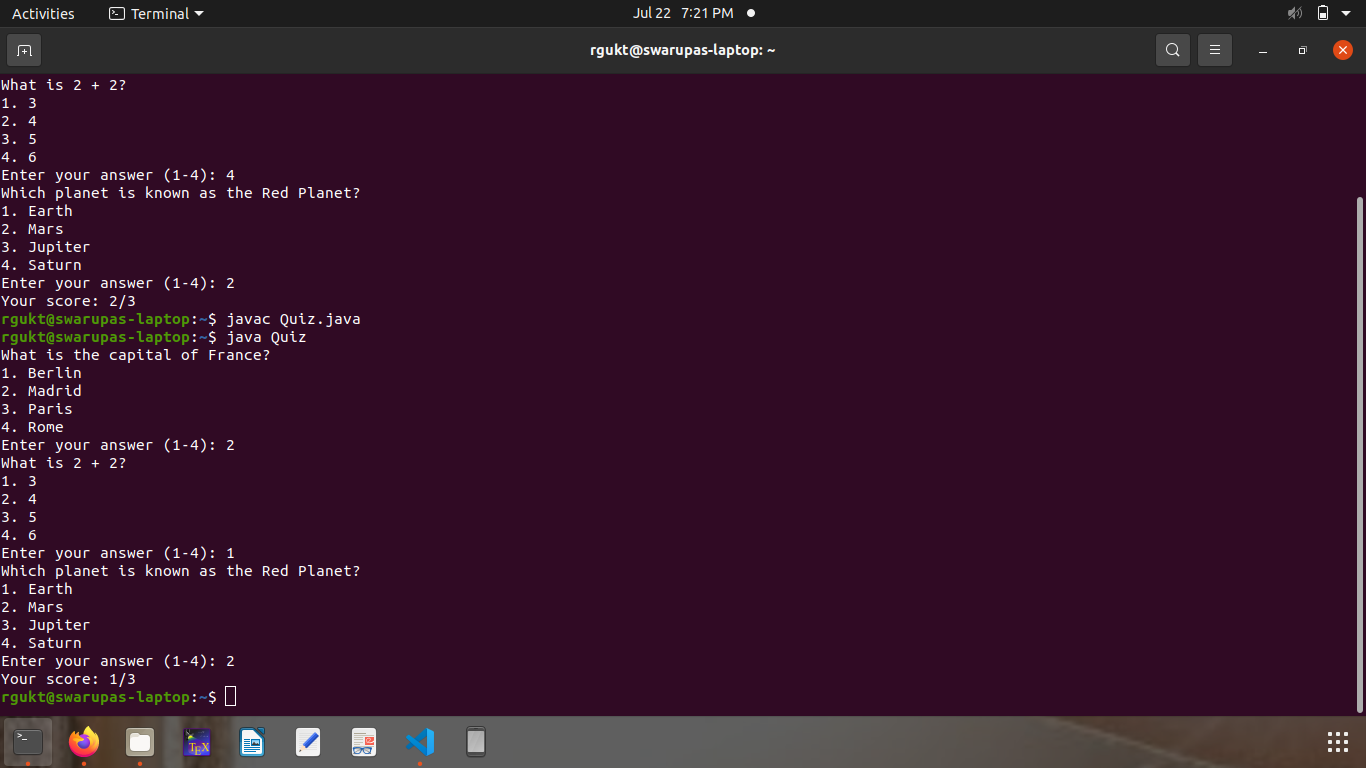 Activities
Terminal
Jul 22 7:21 PM
rgukt@swarupas-laptop: ~
What is 2 + 2?
1. 3
2. 4
3. 5
4. 6
Enter your answer (1-4): 4
Which planet is known as the Red Planet?
1. Earth
2. Mars
3. Jupiter
4. Saturn
Enter your answer (1-4): 2
Your score: 2/3
rgukt@swarupas-laptop:~$ javac Quiz.java
rgukt@swarupas-laptop:~$ java Quiz
What is the capital of France?
1. Berlin
2. Madrid
3. Paris
4. Rome
Enter your answer (1-4): 2
What is 2 + 2?
1. 3
2. 4
3. 5
4. 6
Enter your answer (1-4): 1
Which planet is known as the Red Planet?
1. Earth
2. Mars
3. Jupiter
4. Saturn
Enter your answer (1-4): 2
Your score: 1/3
rgukt@swarupas-laptop:~$
TEX